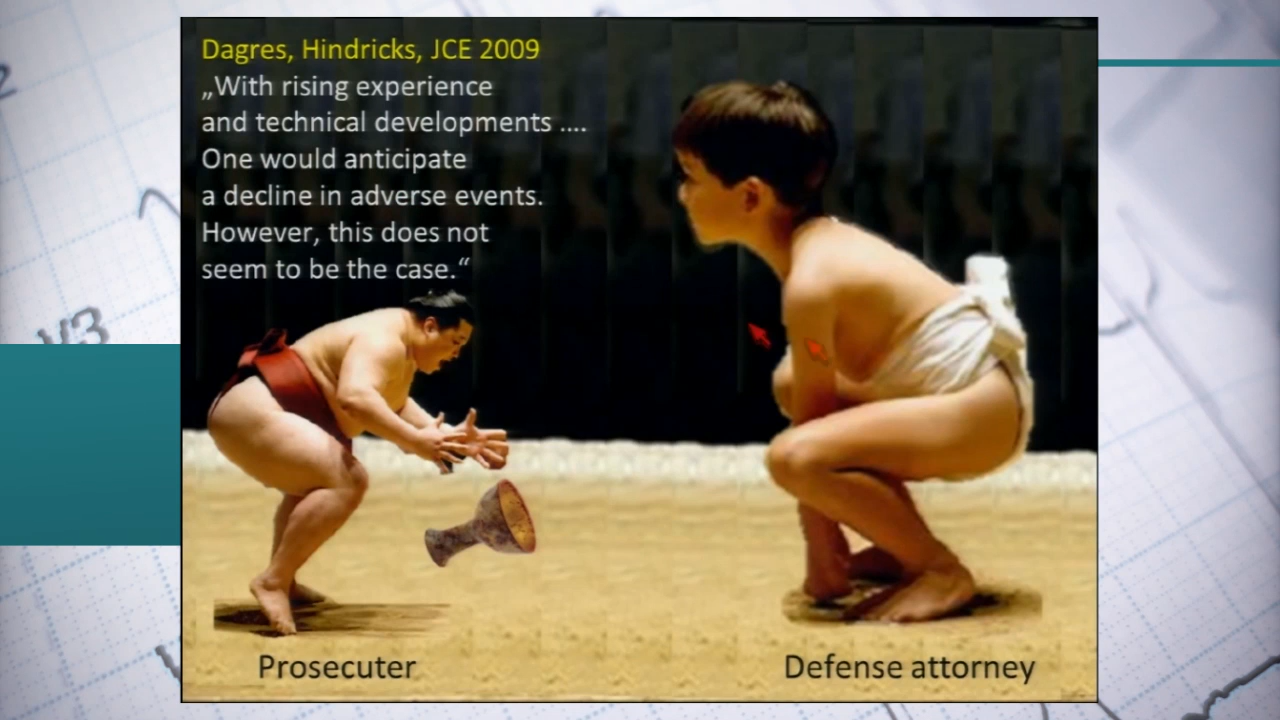 Dagres, Hindricks, JCE 2009
„With rising experience
and technical developments ....
One would anticipate
a decline in adverse events.
However, this does not
seem to be the case.“
V3
Prosecuter
Defense attorney